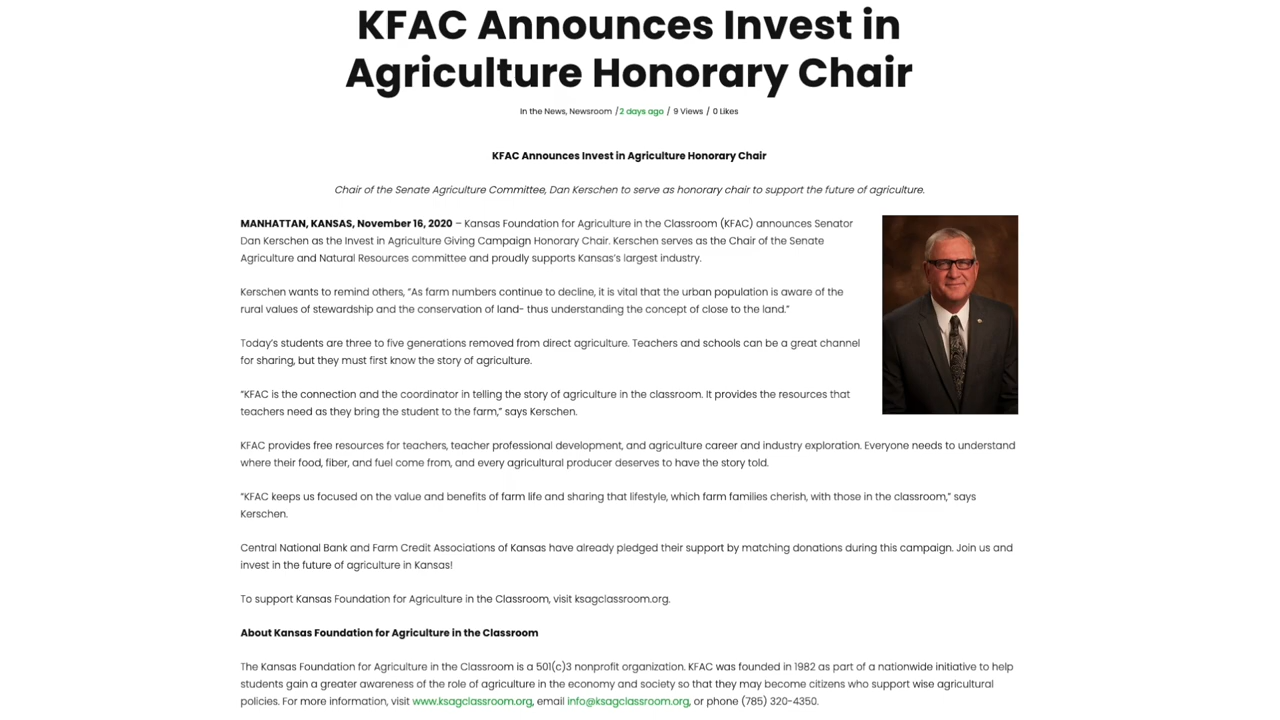 KFAC Announces Invest in
Agriculture Honorary Chair
In the News, Newsroom / 2 days ago / 9 Views / 0 Likes
KFAC Announces Invest in Agriculture Honorary Chair
Chair of the Senate Agriculture Committee, Dan Kerschen to serve as honorary chair to support the future of agriculture.
MANHATTAN, KANSAS, November 16, 2020 – Kansas Foundation for Agriculture in the Classroom (KFAC) announces Senator
Dan Kerschen as the Invest in Agriculture Giving Campaign Honorary Chair. Kerschen serves as the Chair of the Senate
Agriculture and Natural Resources committee and proudly supports Kansas's largest industry.
Kerschen wants to remind others, “As farm numbers continue to decline, it is vital that the urban population is aware of the
rural values of stewardship and the conservation of land- thus understanding the concept of close to the land.”
Today’s students are three to five generations removed from direct agriculture. Teachers and schools can be a great channel
for sharing, but they must first know the story of agriculture.
“KFAC is the connection and the coordinator in telling the story of agriculture in the classroom. It provides the resources that
teachers need as they bring the student to the farm,” says Kerschen.
KFAC provides free resources for teachers, teacher professional development, and agriculture career and industry exploration. Everyone needs to understand
where their food, fiber, and fuel come from, and every agricultural producer deserves to have the story told.
“KFAC keeps us focused on the value and benefits of farm life and sharing that lifestyle, which farm families cherish, with those in the classroom,” says
Kerschen.
Central National Bank and Farm Credit Associations of Kansas have already pledged their support by matching donations during this campaign. Join us and
invest in the future of agriculture in Kansas!
To support Kansas Foundation for Agriculture in the Classroom, visit ksagclassroom.org.
About Kansas Foundation for Agriculture in the Classroom
The Kansas Foundation for Agriculture in the Classroom is a 501(c)3 nonprofit organization. KFAC was founded in 1982 as part of a nationwide initiative to help
students gain a greater awareness of the role of agriculture in the economy and society so that they may become citizens who support wise agricultural
policies. For more information, visit www.ksagclassroom.org, email info@ksagclassroom.org, or phone (785) 320-4350.